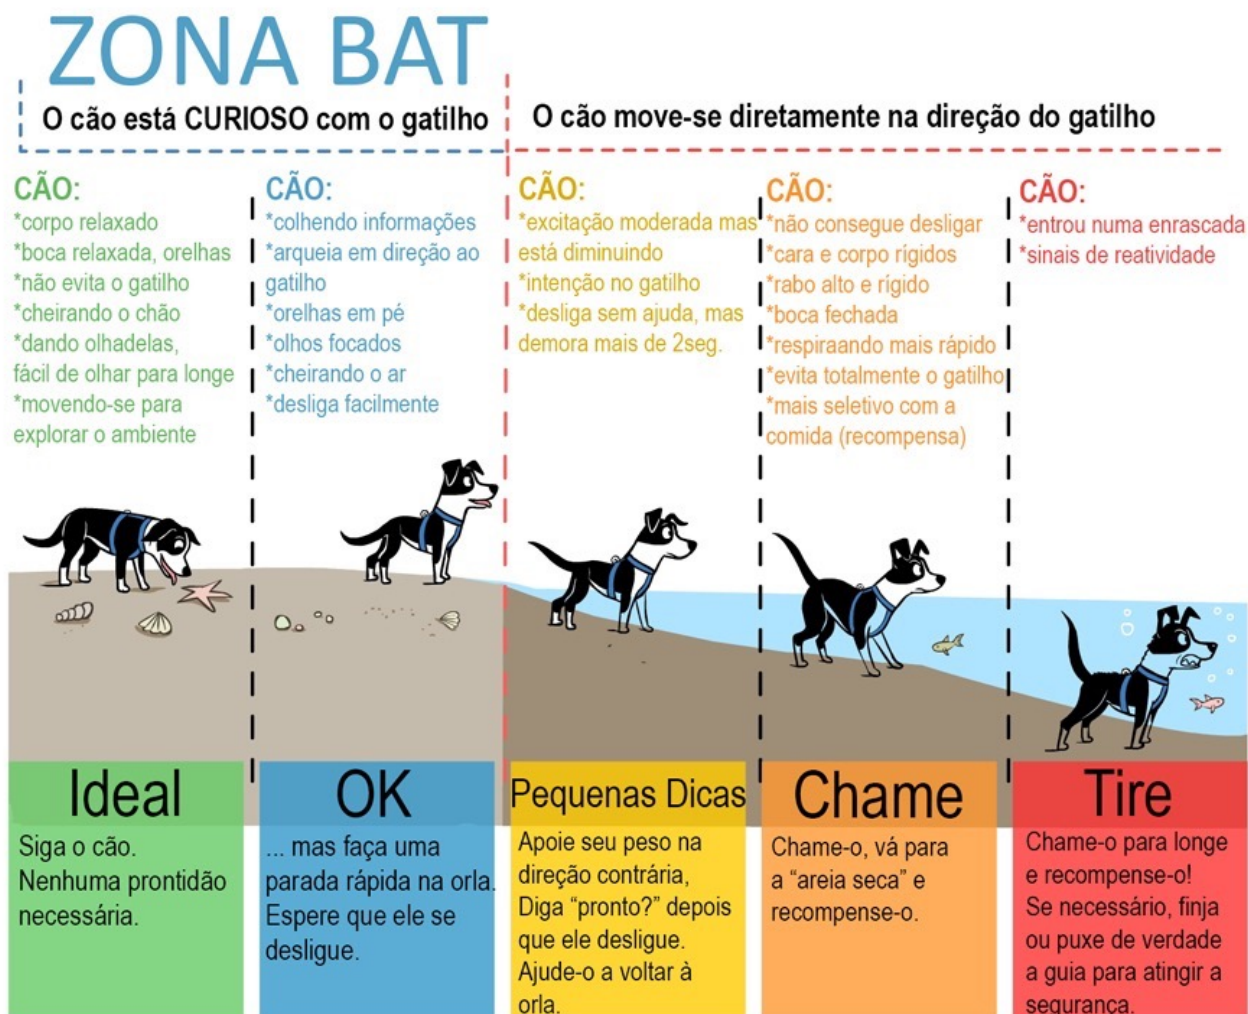 ZONA BAT
O cão está CURIOSO com o gatilho
O cão move-se diretamente na direção do gatilho
CÃO:
*corpo relaxado
*boca relaxada, orelhas
*não evita o gatilho
*cheirando o chão
*dando olhadelas,
fácil de olhar para longe
*movendo-se para
explorar o ambiente
CÃO:
*colhendo informações
*arqueia em direção ao
gatilho
*orelhas em pé
*olhos focados
*cheirando o ar
*desliga facilmente
CÃO:
*excitação moderada mas
está diminuindo
*intenção no gatilho
*desliga sem ajuda, mas
demora mais de 2seg.
CÃO:
*não consegue desligar
*cara e corpo rígidos
*rabo alto e rígido
*boca fechada
*respiraando mais rápido
*evita totalmente o gatilho
*mais seletivo com a
comida (recompensa)
CÃO:
*entrou numa enrascada
*sinais de reatividade
Ideal
Siga o cão.
Nenhuma prontidão
necessária.
OK
... mas faça uma
parada rápida na orla.
Espere que ele se
desligue.
Pequenas Dicas
Apoie seu peso na
direção contrária,
Diga “pronto?” depois
que ele desligue.
Ajude-o a voltar à
orla.
Chame
Chame-o, vá para
a “areia seca” e
recompense-o.
Tire
Chame-o para longe
e recompense-o!
Se necessário, finja
ou puxe de verdade
a guia para atingir a
segurança.